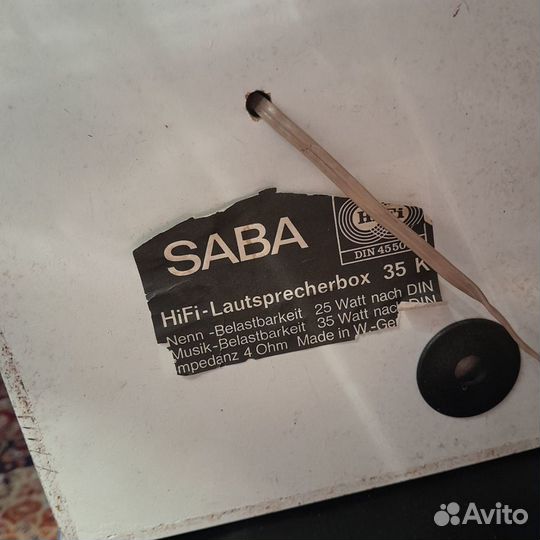 SABA
HiFi
DIN 4550
HiFi-Lautsprecherbox 35 K
Nenn-Belastbarkeit 25 Watt nach DIN
Musik-Belastbarkeit 35 Watt nach DIN
Impedanz 4 Ohm Made in W.-Ge
Avito